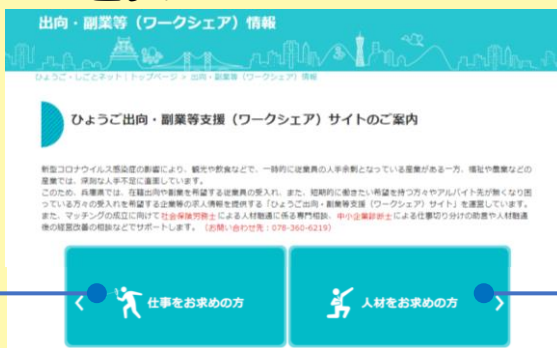 出向・副業等（ワークシェア）情報
ひょうご・しごとネット｜トップページ > 出向・副業等（ワークシェア）情報
ひょうご出向・副業等支援（ワークシェア）サイトのご案内
新型コロナウイルス感染症の影響により、観光や飲食などで、一時的に従業員の人手余剰となっている産業がある一方、福祉や農業などの
産業では、深刻な人手不足に直面しています。
このため、兵庫県では、在籍出向や副業を希望する従業員の受入れ、また、短期的に働きたい希望を持つ方々やアルバイト先が無くなり困
っている方々の受入れを希望する企業等の求人情報を提供する「ひょうご出向・副業等支援（ワークシェア）サイト」を運営しています。
また、マッチングの成立に向けて社会保険労務士による人材融通に係る専門相談、中小企業診断士による仕事切り分けの助言や人材融通
後の経営改善の相談などでサポートします。（お問い合わせ先：078-360-6219）
仕事をお求めの方
人材をお求めの方